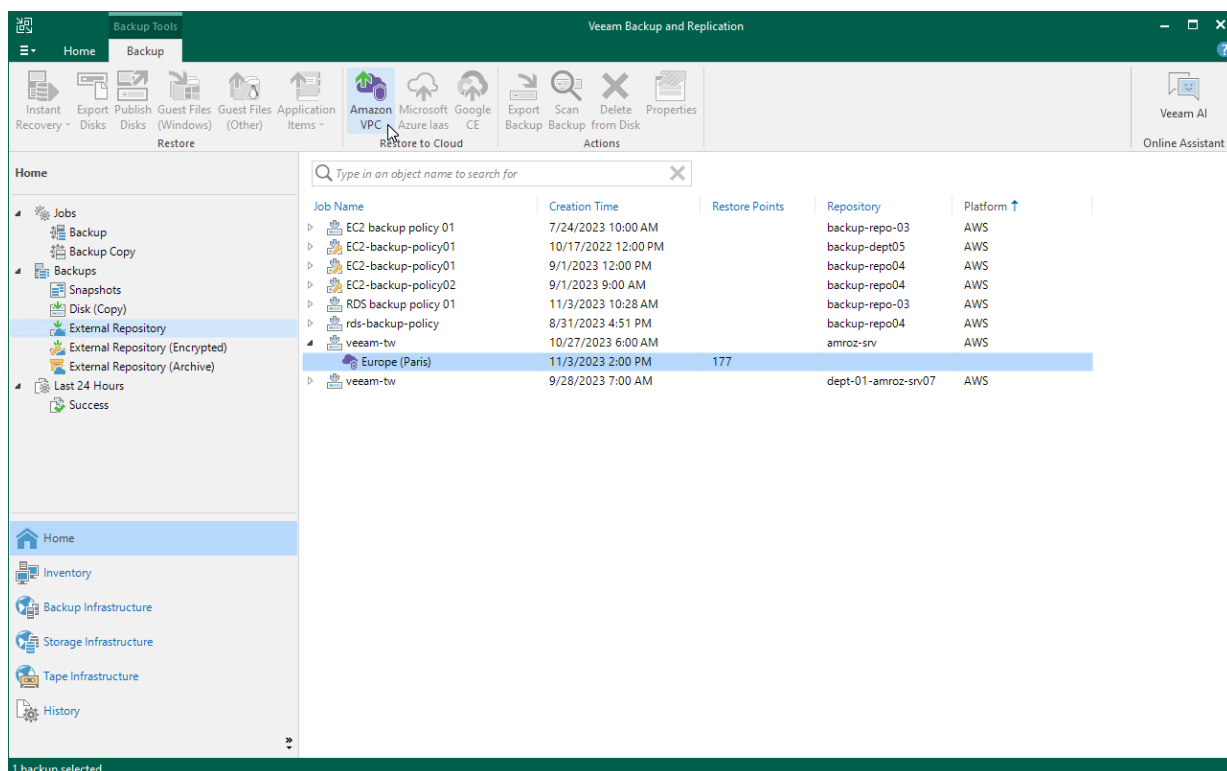 Backup Tools
Veeam Backup and Replication
Home Backup
Instant Recovery
Export Disks
Publish Disks
Guest Files (Windows)
Guest Files (Other)
Application Items
Restore
Amazon VPC
Microsoft Azure Iaas
Google CE
Restore to Cloud
Export Backup
Scan Backup
Delete from Disk
Properties
Actions
Veeam AI
Online Assistant
Home
Jobs
Backup
Backup Copy
Backups
Snapshots
Disk (Copy)
External Repository
External Repository (Encrypted)
External Repository (Archive)
Last 24 Hours
Success
Home
Inventory
Backup Infrastructure
Storage Infrastructure
Tape Infrastructure
History
Type in an object name to search for
Job Name Creation Time Restore Points Repository Platform
EC2 backup policy 01 7/24/2023 10:00 AM backup-repo-03 AWS
EC2-backup-policy01 10/17/2022 12:00 PM backup-dept05 AWS
EC2-backup-policy01 9/1/2023 12:00 PM backup-repo04 AWS
EC2-backup-policy02 9/1/2023 9:00 AM backup-repo04 AWS
RDS backup policy 01 11/3/2023 10:28 AM backup-repo-03 AWS
rds-backup-policy 8/31/2023 4:51 PM backup-repo04 AWS
veeam-tw 10/27/2023 6:00 AM amroz-srv AWS
Europe (Paris) 11/3/2023 2:00 PM 177
veeam-tw 9/28/2023 7:00 AM dept-01-amroz-srv07 AWS
1 backup selected